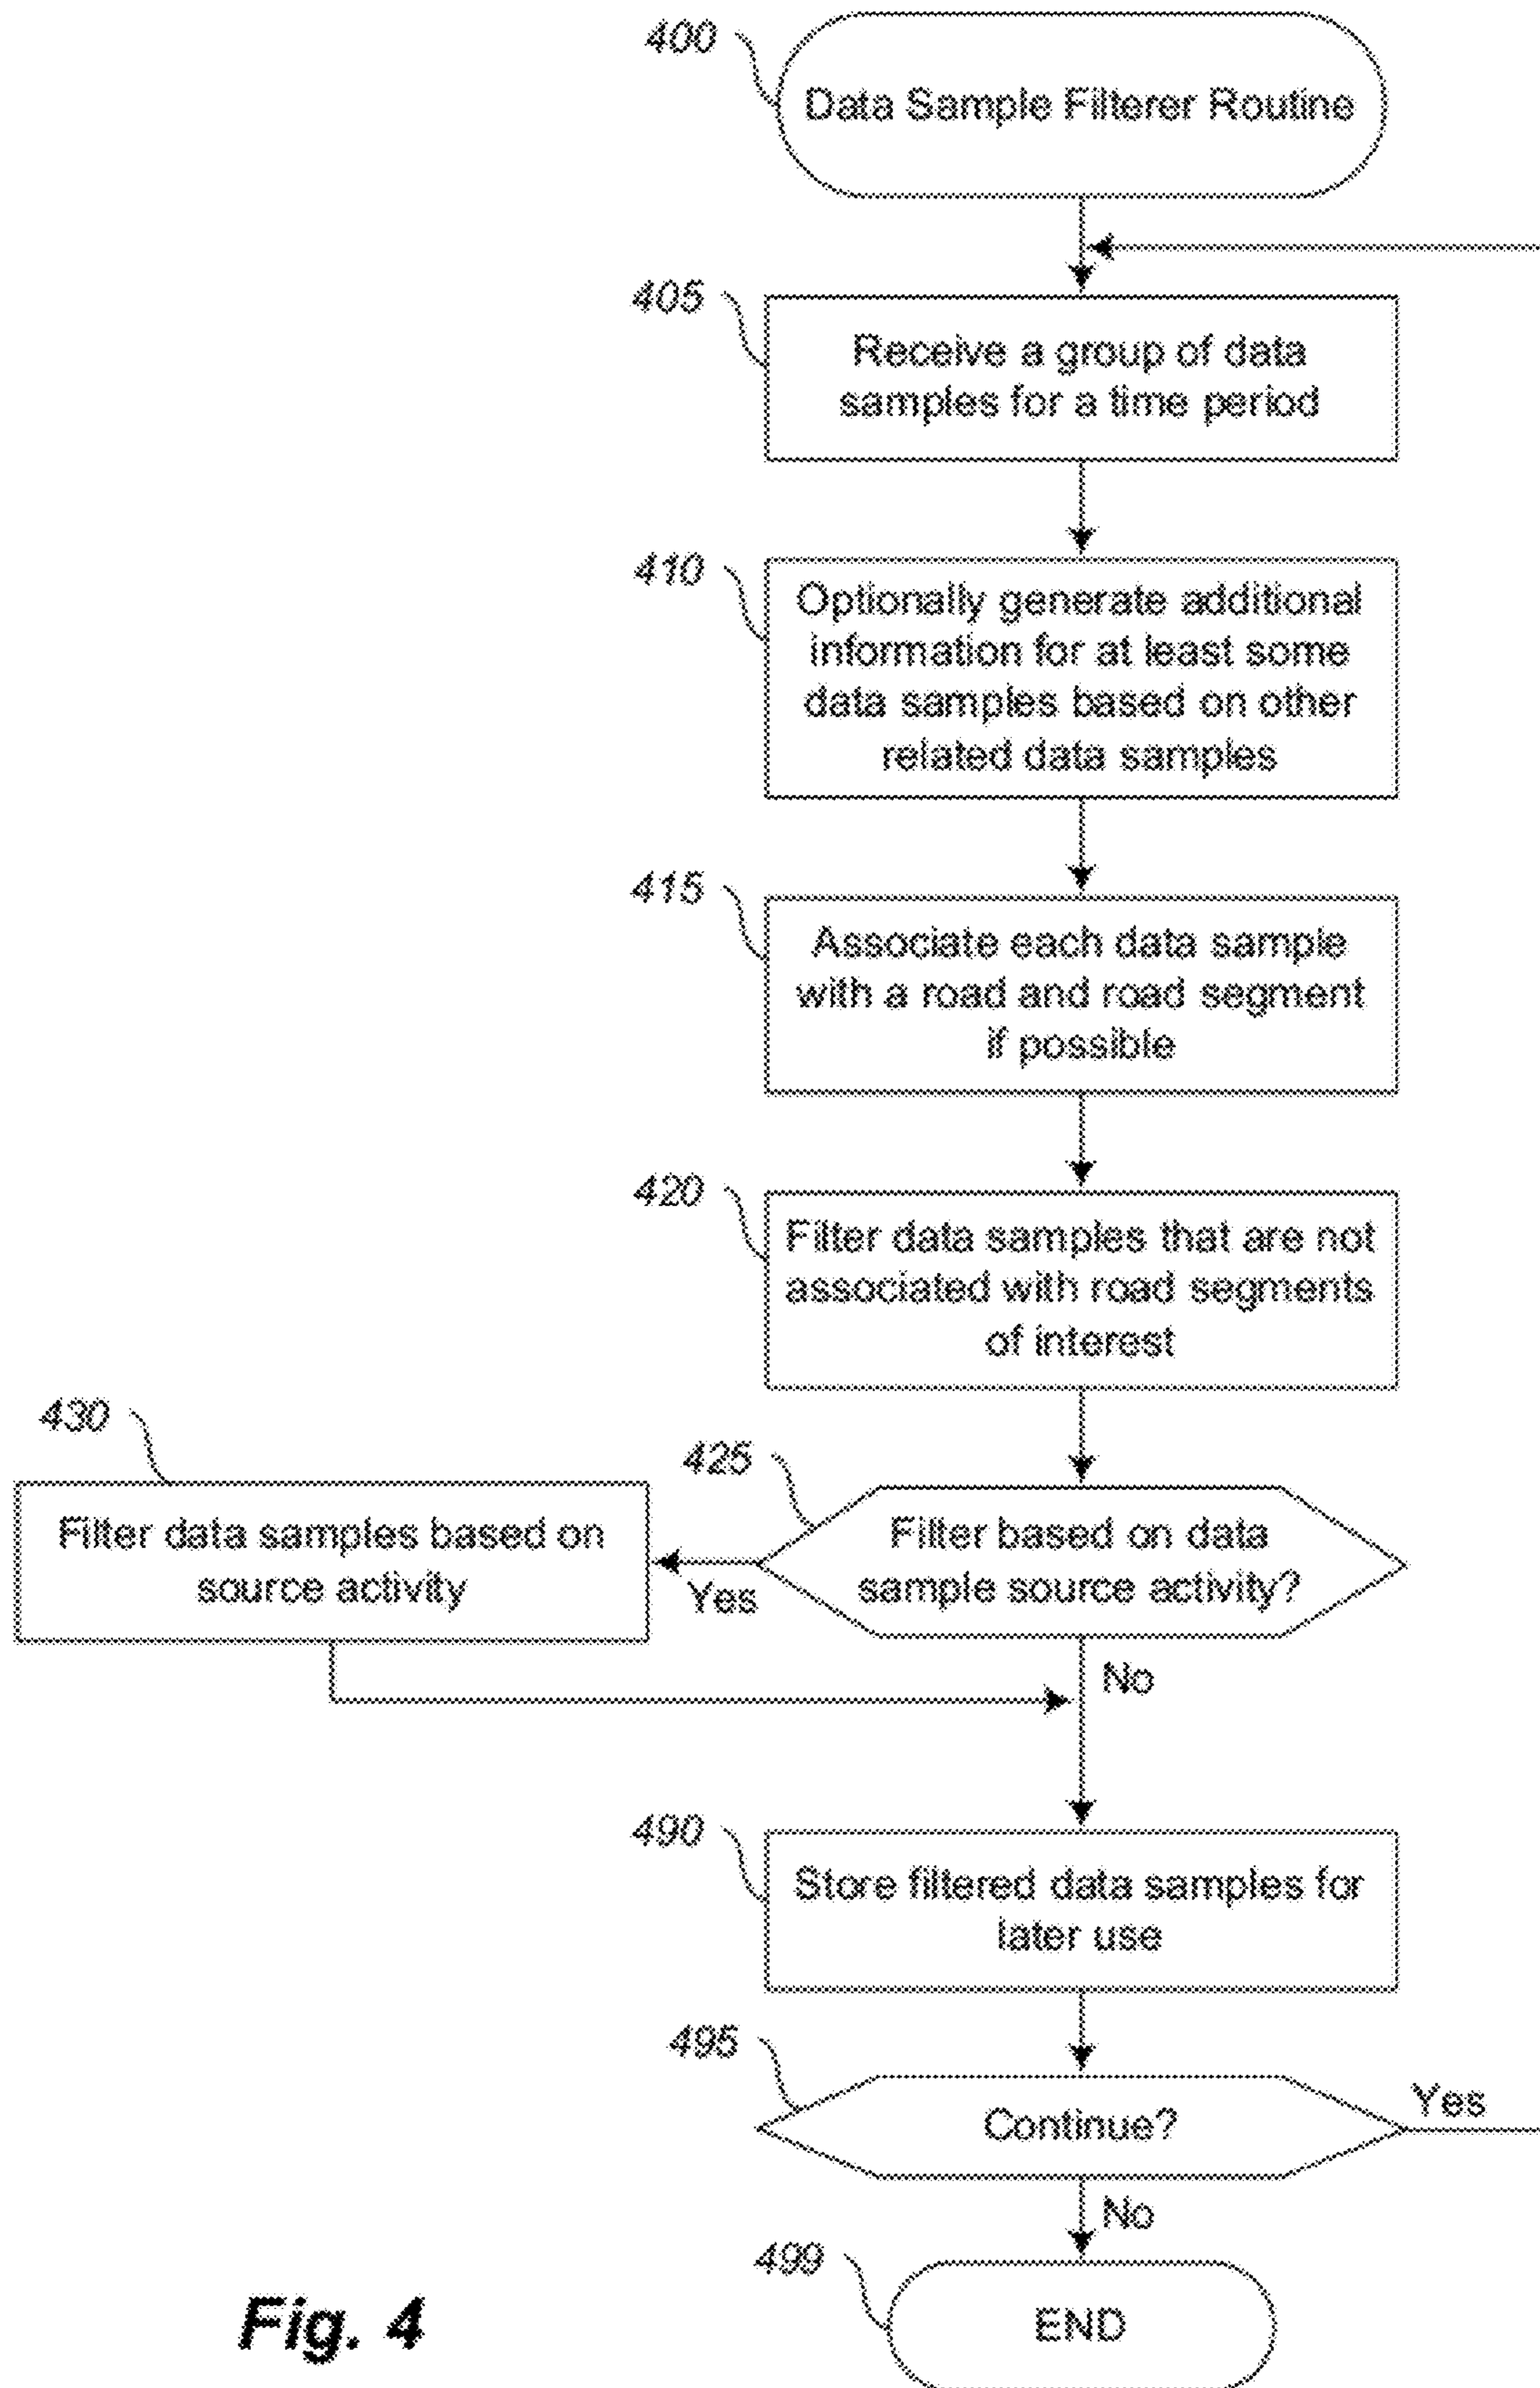 400
Data Sample Filterer Routine
405
Receive a group of data
samples for a time period
410
Optionally generate additional
information for at least some
data samples based on other
related data samples
415
Associate each data sample
with a road and road segment
if possible
420
Filter data samples that are not
associated with road segments
of interest
430
Filter data samples based on
source activity
425
Filter based on data
sample source activity?
Yes
No
490
Store filtered data samples for
later use
495
Continue?
Yes
No
499
END
Fig. 4